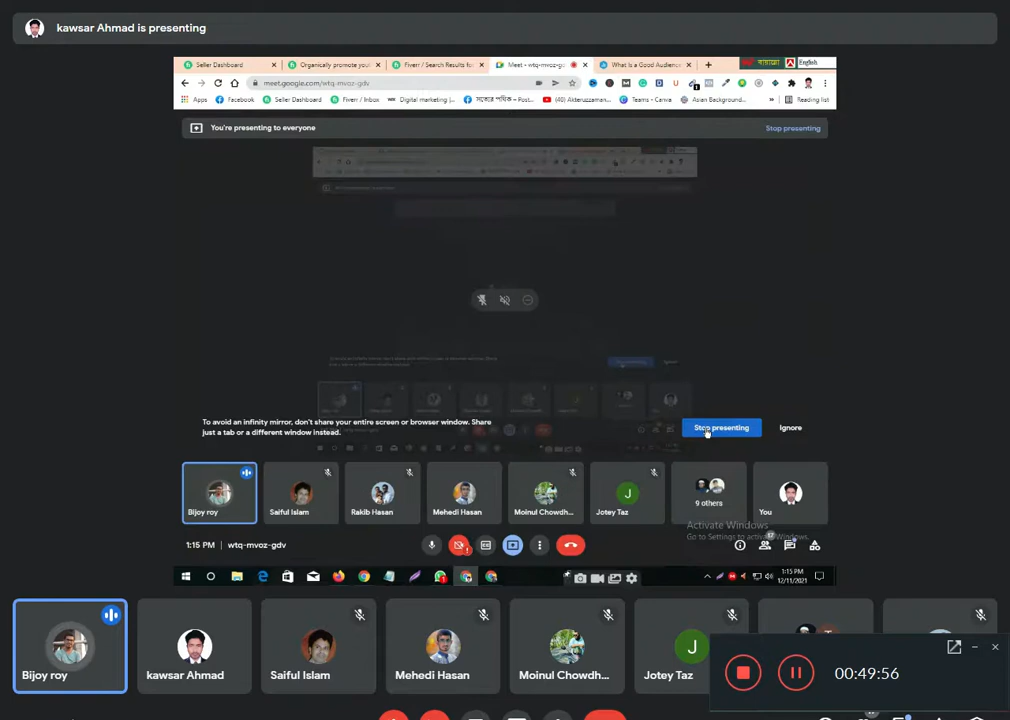 kawsar Ahmad is presenting
Seller Dashboard
Organically promote your
Fiverr / Search Results for
Meet - wtq-mvoz-g
What Is a Good Audience
English
meet.google.com/wtq-mvoz-gdv
Apps
Facebook
Seller Dashboard
Fiverr / Inbox
Digital marketing |...
সত্যের পথিক – Post...
(46) Akteruzzaman...
Teams - Canva
Asian Background...
»
Reading list
You're presenting to everyone
Stop presenting
To avoid an infinity mirror, don't share your entire screen or browser window. Share
just a tab or a different window instead.
Stop presenting
Ignore
Bijoy roy
Saiful Islam
Rakib Hasan
Mehedi Hasan
Moinul Chowdh...
J
Jotey Taz
9 others
You
Activate Windows
Go to Settings to activate Windows.
1:15 PM | wtq-mvoz-gdv
1:15 PM
12/11/2021
Bijoy roy
kawsar Ahmad
Saiful Islam
Mehedi Hasan
Moinul Chowdh...
J
Jotey Taz
00:49:56